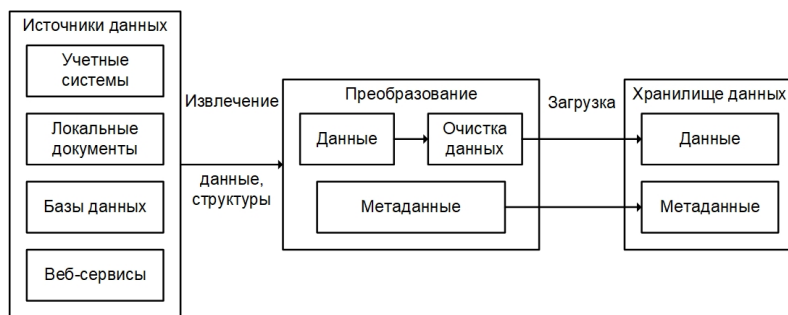 Источники данных
Учетные
системы
Локальные
документы
Базы данных
Веб-сервисы
Извлечение
данные,
структуры
Преобразование
Данные
Очистка
данных
Метаданные
Загрузка
Хранилище данных
Данные
Метаданные